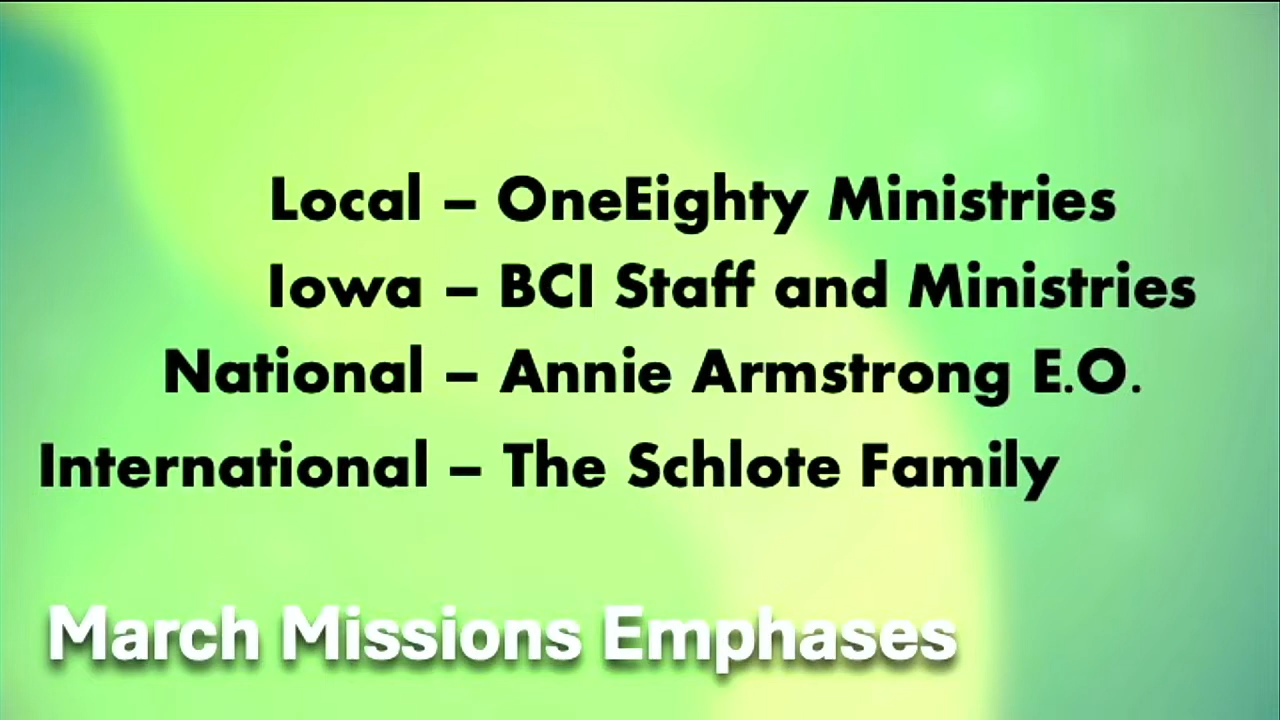 Local – OneEighty Ministries
Iowa – BCI Staff and Ministries
National – Annie Armstrong E.O.
International – The Schlote Family
March Missions Emphases